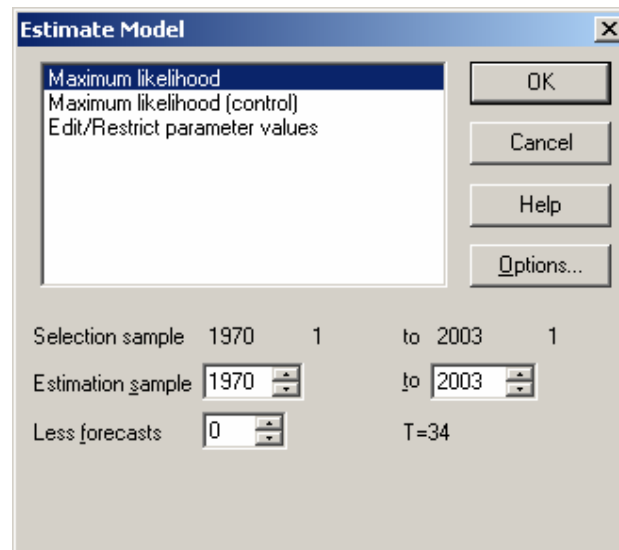 Estimate Model
Maximum likelihood
Maximum likelihood (control)
Edit/Restrict parameter values
OK
Cancel
Help
Options...
Selection sample 1970 1 to 2003 1
Estimation sample 1970 to 2003
Less forecasts 0 T=34